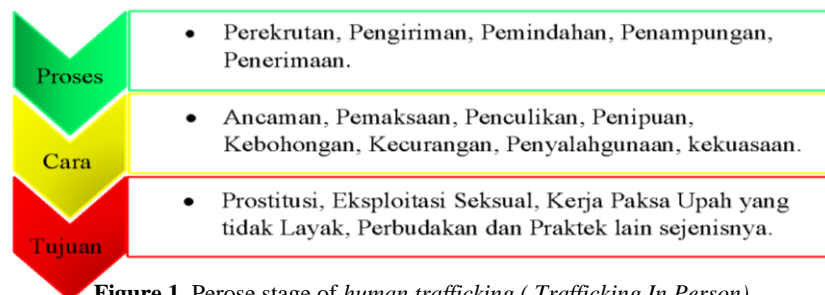 Proses
• Perekrutan, Pengiriman, Pemindahan, Penampungan,
Penerimaan.
Cara
• Ancaman, Pemaksaan, Penculikan, Penipuan,
Kebohongan, Kecurangan, Penyalahgunaan, kekuasaan.
Tujuan
• Prostitusi, Eksploitasi Seksual, Kerja Paksa Upah yang
tidak Layak, Perbudakan dan Praktek lain sejenisnya.
Figure 1. Perose stage of human trafficking ( Trafficking In Person)